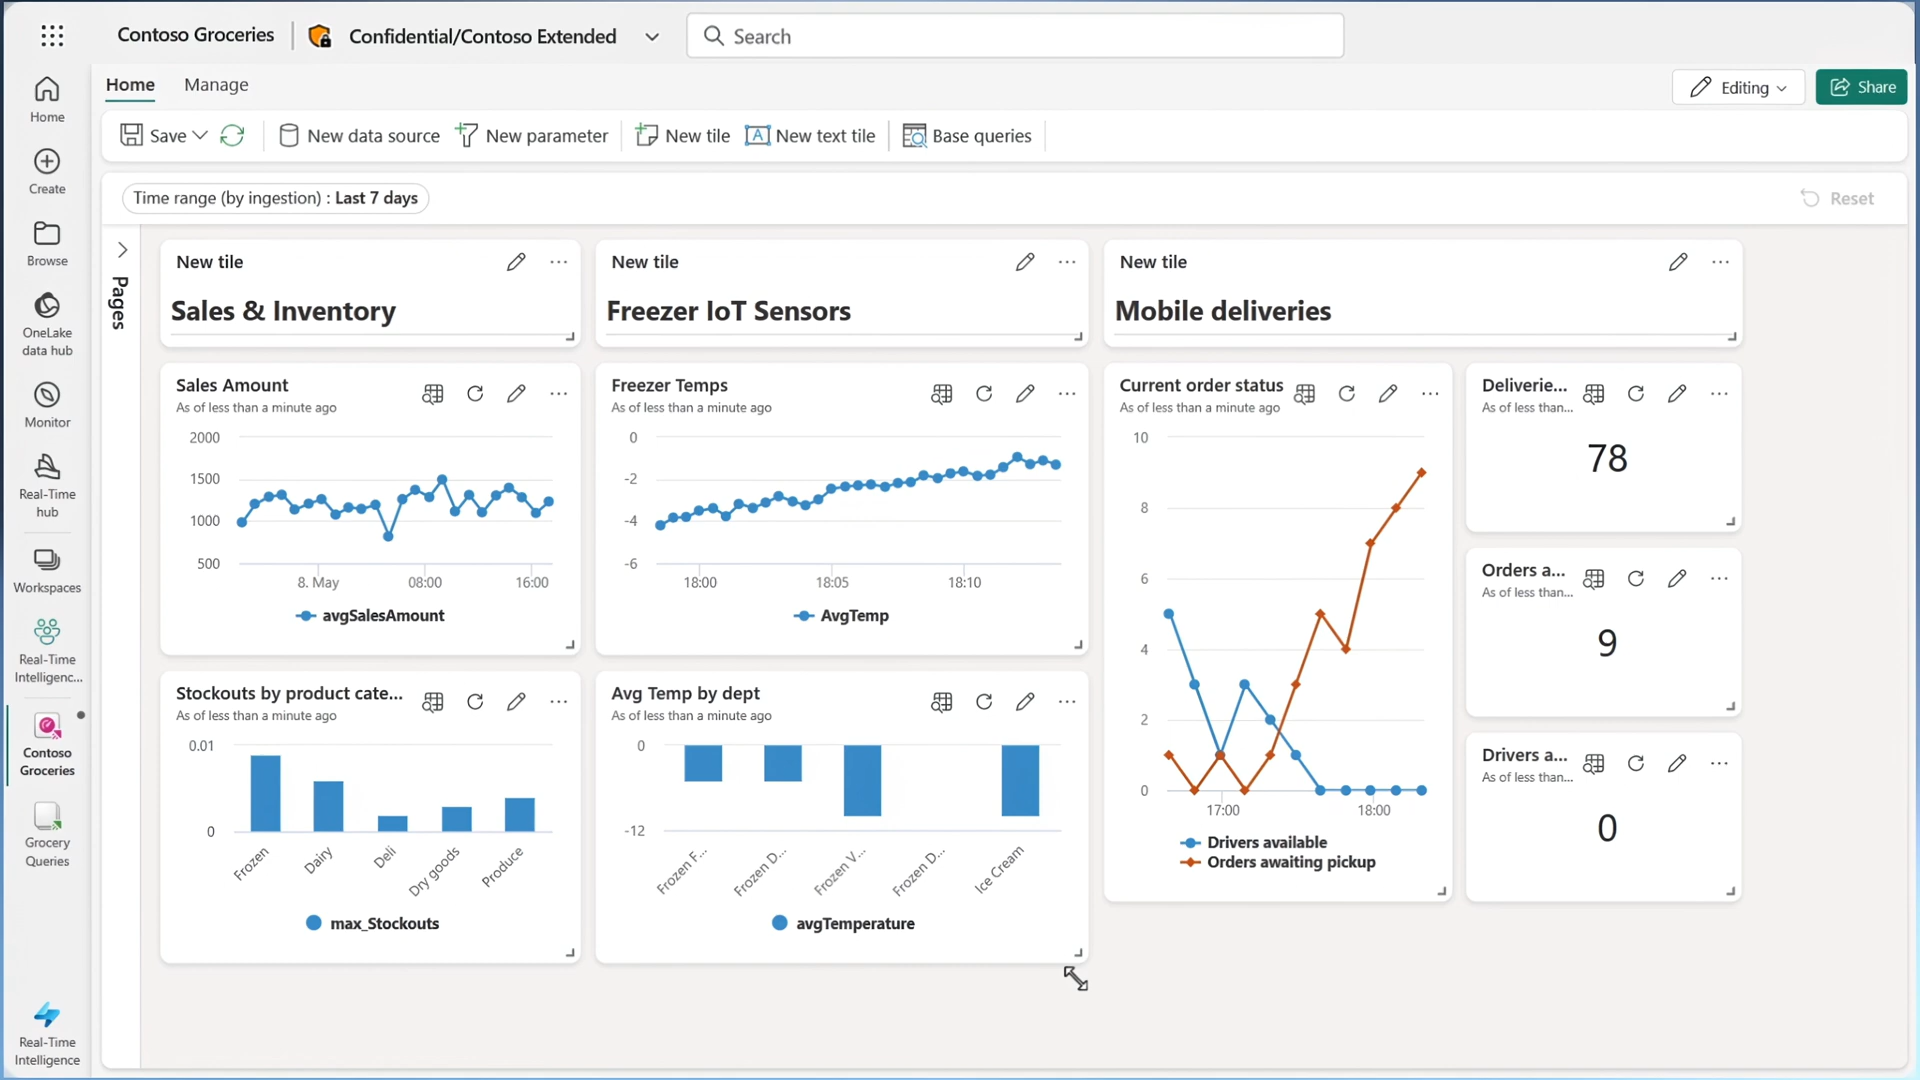 Contoso Groceries
Confidential/Contoso Extended
Search
Home
Manage
Editing
Share
Save
New data source
New parameter
New tile
New text tile
Base queries
Time range (by ingestion) : Last 7 days
Reset
Home
Create
Browse
OneLake
data hub
Monitor
Real-Time
hub
Workspaces
Real-Time
Intelligenc...
Contoso
Groceries
Grocery
Queries
Real-Time
Intelligence
Pages
New tile
Sales & Inventory
New tile
Freezer IoT Sensors
New tile
Mobile deliveries
Sales Amount
As of less than a minute ago
2000
1500
1000
500
8. May
08:00
16:00
avgSalesAmount
Freezer Temps
As of less than a minute ago
0
-2
-4
-6
18:00
18:05
18:10
AvgTemp
Current order status
As of less than a minute ago
10
8
6
4
2
0
17:00
18:00
Drivers available
Orders awaiting pickup
Deliverie...
As of less than...
78
Orders a...
As of less than...
9
Drivers a...
As of less than...
0
Stockouts by product cate...
As of less than a minute ago
0.01
0
Frozen
Dairy
Deli
Dry goods
Produce
max_Stockouts
Avg Temp by dept
As of less than a minute ago
0
-12
Frozen F...
Frozen D...
Frozen V...
Frozen D...
Ice Cream
avgTemperature